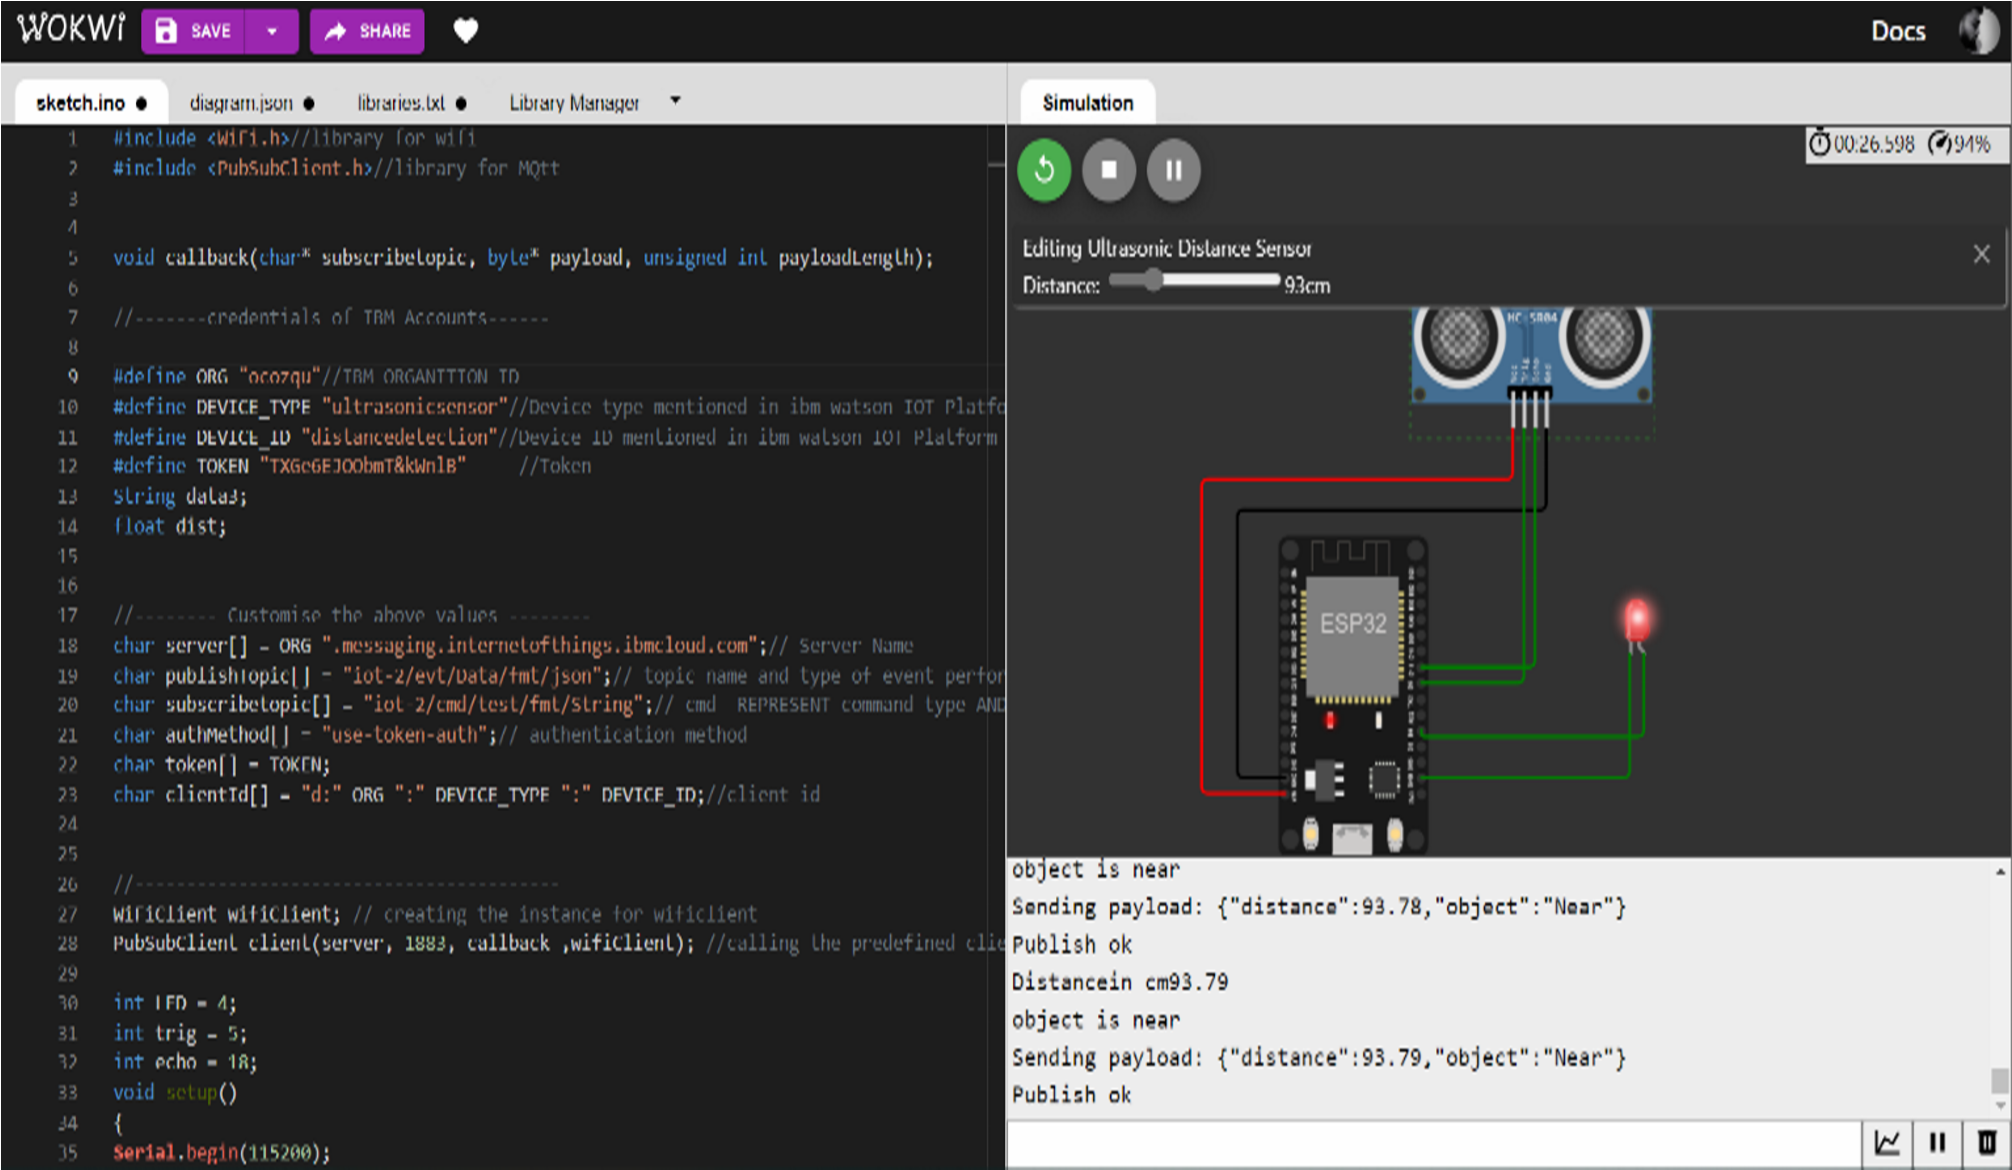 WOKWi SAVE SHARE Docs
sketch.ino ● diagram.json ● libraries.txt ● Library Manager
Simulation
1 #include <WiFi.h>//library for wifi
2 #include <PubSubClient.h>//library for MQtt
3
4
5 void callback(char* subscribetopic, byte* payload, unsigned int payloadLength);
6
7 //-------credentials of IBM Accounts------
8
9 #define ORG "ocozqu"//IBM ORGANITION ID
10 #define DEVICE_TYPE "ultrasonicsensor"//Device type mentioned in ibm watson IOT Platfo
11 #define DEVICE_ID "distancedetection"//Device ID mentioned in ibm watson IOT Platform
12 #define TOKEN //Token
13 String data3;
14 float dist;
15
16
17 //-------- Customise the above values --------
18 char server[] = ORG ".messaging.internetofthings.ibmcloud.com";// Server Name
19 char publishTopic[] = "iot-2/evt/Data/fmt/json";// topic name and type of event perfor
20 char subscribetopic[] = "iot-2/cmd/test/fmt/String";// cmd REPRESENT command type AND
21 char authMethod[] = "use-token-auth";// authentication method
22 char token[] = TOKEN;
23 char clientId[] = "d:" ORG ":" DEVICE_TYPE ":" DEVICE_ID;//client id
24
25
26 //-----------------------------------------
27 WiFiClient wifiClient; // creating the instance for wificlient
28 PubSubClient client(server, 1883, callback ,wifiClient); //calling the predefined clie
29
30 int LED = 4;
31 int trig = 5;
32 int echo = 18;
33 void setup()
34 {
35 Serial.begin(115200);
00:26.598 94%
Editing Ultrasonic Distance Sensor
Distance: 93cm
HC-SR04
Vcc Trig Echo Gnd
ESP32
object is near
Sending payload: {"distance":93.78,"object":"Near"}
Publish ok
Distancein cm93.79
object is near
Sending payload: {"distance":93.79,"object":"Near"}
Publish ok